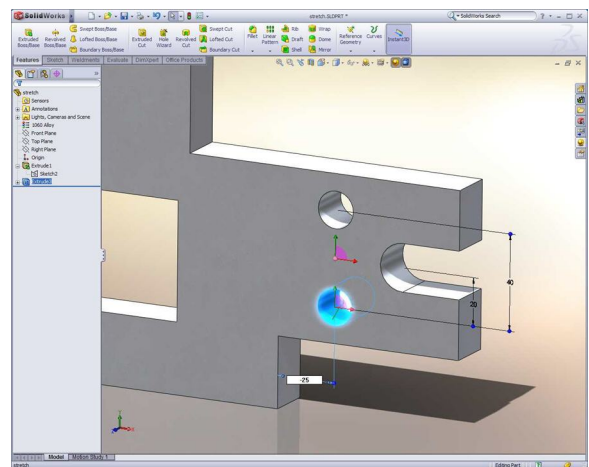 SolidWorks
stretch.SLDPRT *
SolidWorks Search
Extruded Boss/Base
Revolved Boss/Base
Swept Boss/Base
Lofted Boss/Base
Boundary Boss/Base
Extruded Cut
Hole Wizard
Revolved Cut
Swept Cut
Lofted Cut
Boundary Cut
Fillet
Linear Pattern
Rib
Draft
Shell
Wrap
Dome
Mirror
Reference Geometry
Curves
Instant3D
Features Sketch Weldments Evaluate DimXpert Office Products
stretch
Sensors
Annotations
Lights, Cameras and Scene
1060 Alloy
Front Plane
Top Plane
Right Plane
Origin
Extrude1
Sketch2
40
20
-25
Model Motion Study 1
stretch
Editing Part